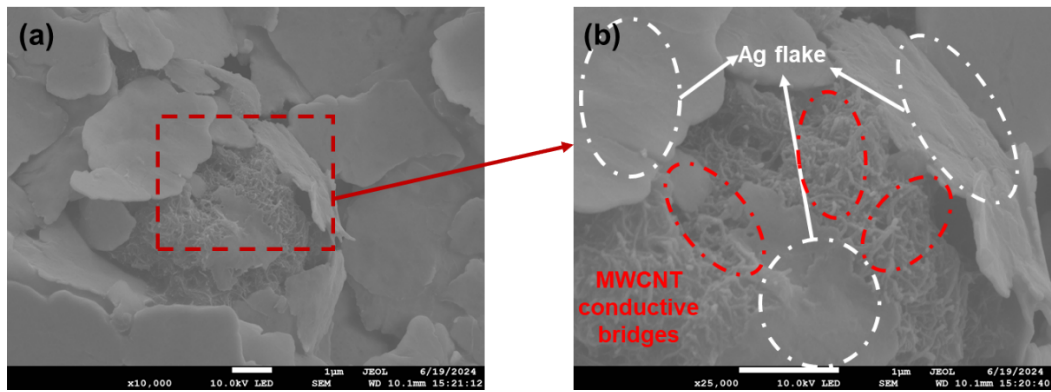 (a)
1μm JEOL 6/19/2024
x10,000 10.0kV LED SEM WD 10.1mm 15:21:12
(b)
Ag flake
MWCNT
conductive
bridges
1μm JEOL 6/19/2024
x25,000 10.0kV LED SEM WD 10.1mm 15:20:40